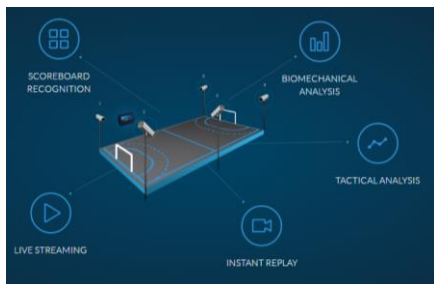 SCOREBOARD
RECOGNITION
BIOMECHANICAL
ANALYSIS
TACTICAL ANALYSIS
LIVE STREAMING
INSTANT REPLAY